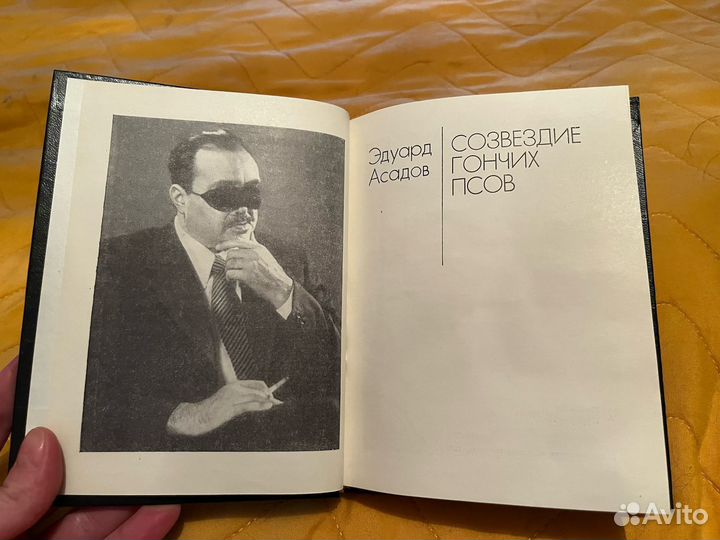 Эдуард
Асадов
СОЗВЕЗДИЕ
ГОНЧИХ
ПСОВ
Avito